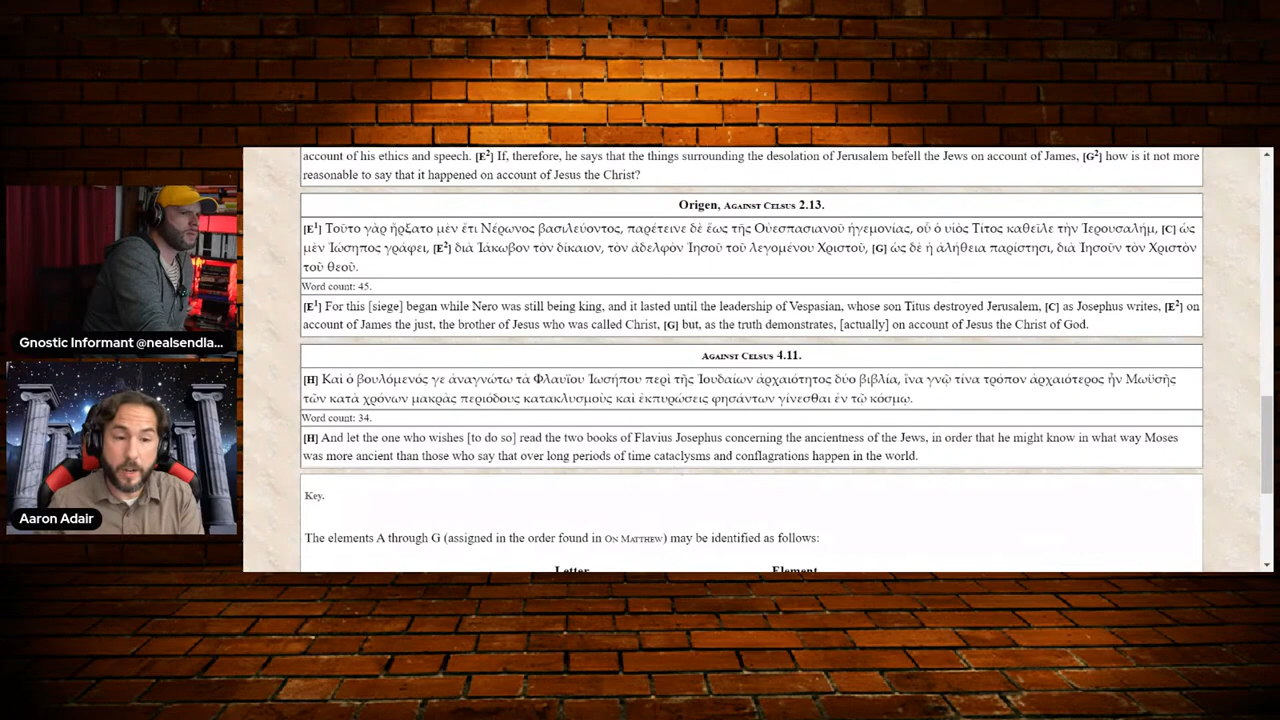 account of his ethics and speech. [E²] If, therefore, he says that the things surrounding the desolation of Jerusalem befell the Jews on account of James, [G²] how is it not more
reasonable to say that it happened on account of Jesus the Christ?
Origen, Against Celsus 2.13.
[E¹] Τοῦτο γὰρ ἤρξατο μὲν ἔτι Νέρωνος βασιλεύοντος, παρέτεινε δὲ ἕως τῆς Οὐεσπασιανοῦ ἡγεμονίας, οὗ ὁ υἱὸς Τίτος καθεῖλε τὴν Ἱερουσαλήμ, [C] ὡς
μὲν Ἰώσηπος γράφει, [E²] διὰ Ἰάκωβον τὸν δίκαιον, τὸν ἀδελφὸν Ἰησοῦ τοῦ λεγομένου Χριστοῦ, [G] ὡς δὲ ἡ ἀλήθεια παρίστησι, διὰ Ἰησοῦν τὸν Χριστὸν
τοῦ θεοῦ.
Word count: 45.
[E¹] For this [siege] began while Nero was still being king, and it lasted until the leadership of Vespasian, whose son Titus destroyed Jerusalem, [C] as Josephus writes, [E²] on
account of James the just, the brother of Jesus who was called Christ, [G] but, as the truth demonstrates, [actually] on account of Jesus the Christ of God.
Against Celsus 4.11.
[H] Καὶ ὁ βουλόμενός γε ἀναγνώτω τὰ Φλαυΐου Ἰωσήπου περὶ τῆς Ἰουδαίων ἀρχαιότητος δύο βιβλία, ἵνα γνῷ τίνα τρόπον ἀρχαιότερος ἦν Μωϋσῆς
τῶν κατὰ χρόνων μακρὰς περιόδους κατακλυσμοὺς καὶ ἐκπυρώσεις φησάντων γίνεσθαι ἐν τῷ κόσμῳ.
Word count: 34.
[H] And let the one who wishes [to do so] read the two books of Flavius Josephus concerning the ancientness of the Jews, in order that he might know in what way Moses
was more ancient than those who say that over long periods of time cataclysms and conflagrations happen in the world.
Key.
The elements A through G (assigned in the order found in On Matthew) may be identified as follows:
Letter Element
Gnostic Informant @nealsendla...
Aaron Adair